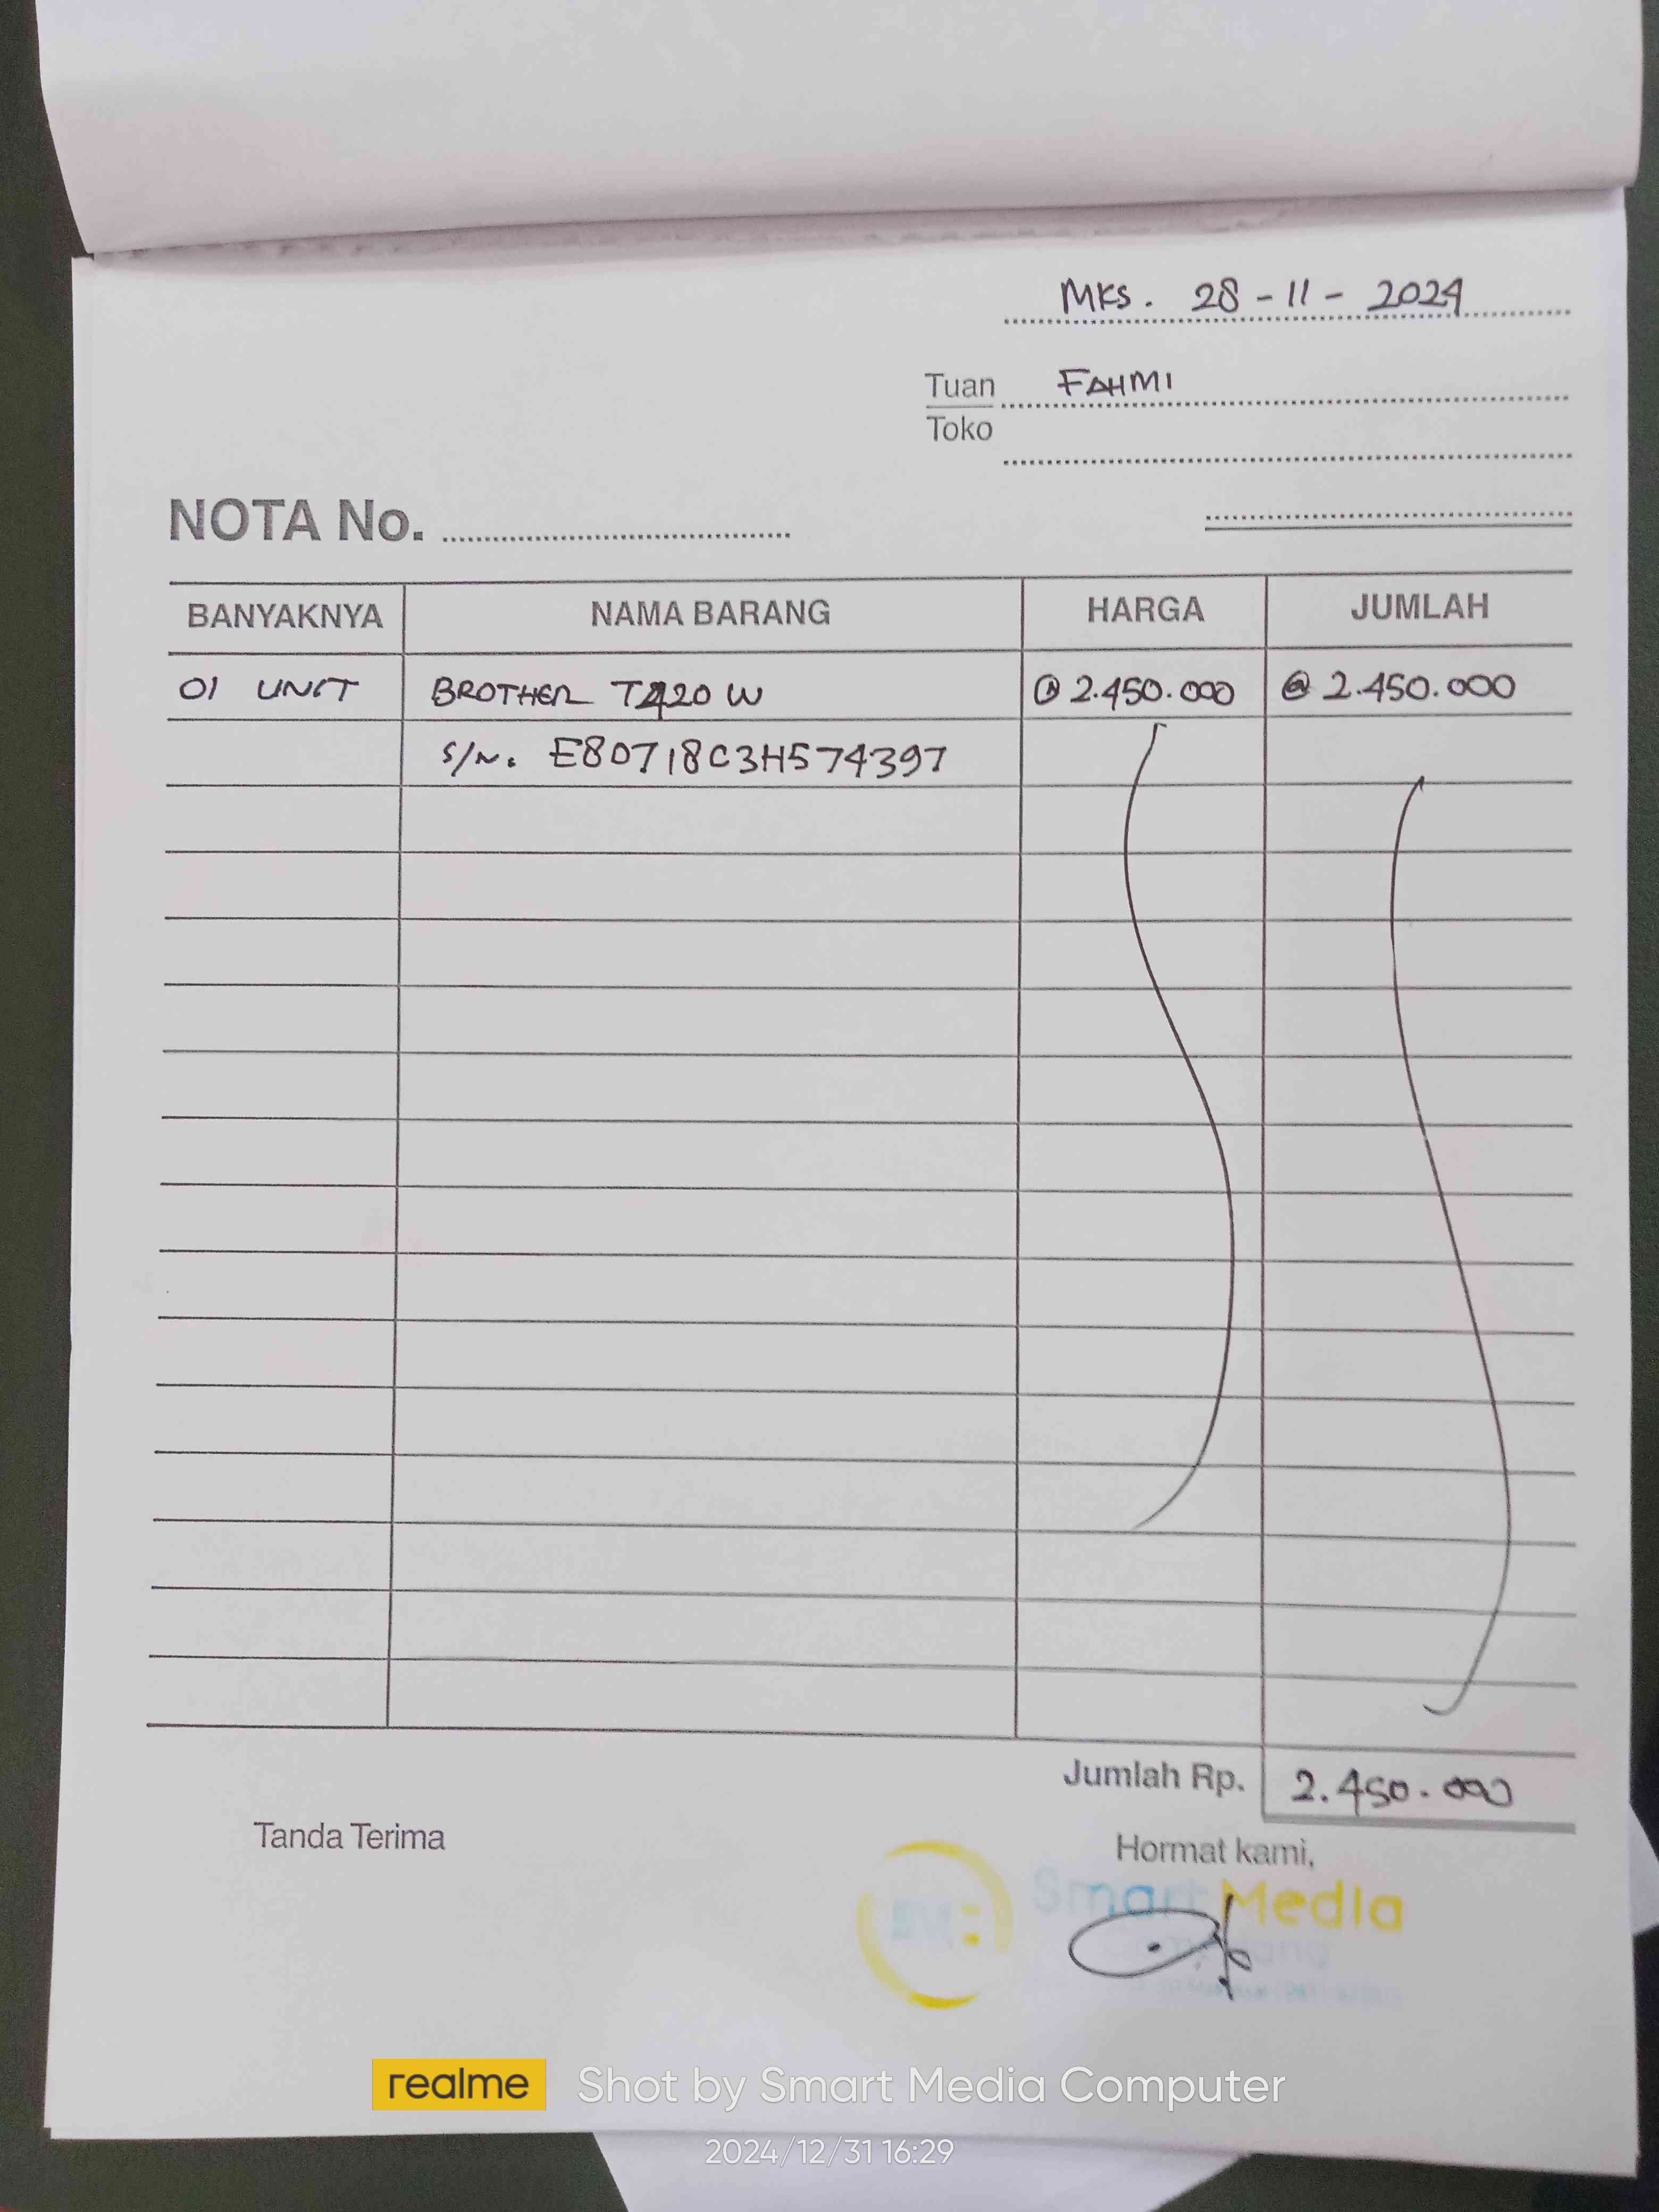 MKS. 28 - 11 - 2024
Tuan FAHMI
Toko
NOTA No.
BANYAKNYA NAMA BARANG HARGA JUMLAH
01 UNIT BROTHER T420 W @ 2.450.000 @ 2.450.000
S/N. E80718C3H574397
Jumlah Rp. 2.450.000
Tanda Terima
Hormat kami,
Smart Media
realme Shot by Smart Media Computer
2024/12/31 16:29